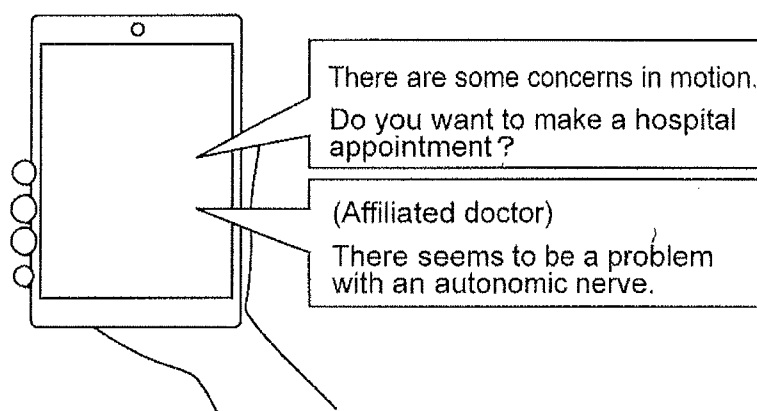 There are some concerns in motion.
Do you want to make a hospital
appointment?
(Affiliated doctor)
There seems to be a problem
with an autonomic nerve.